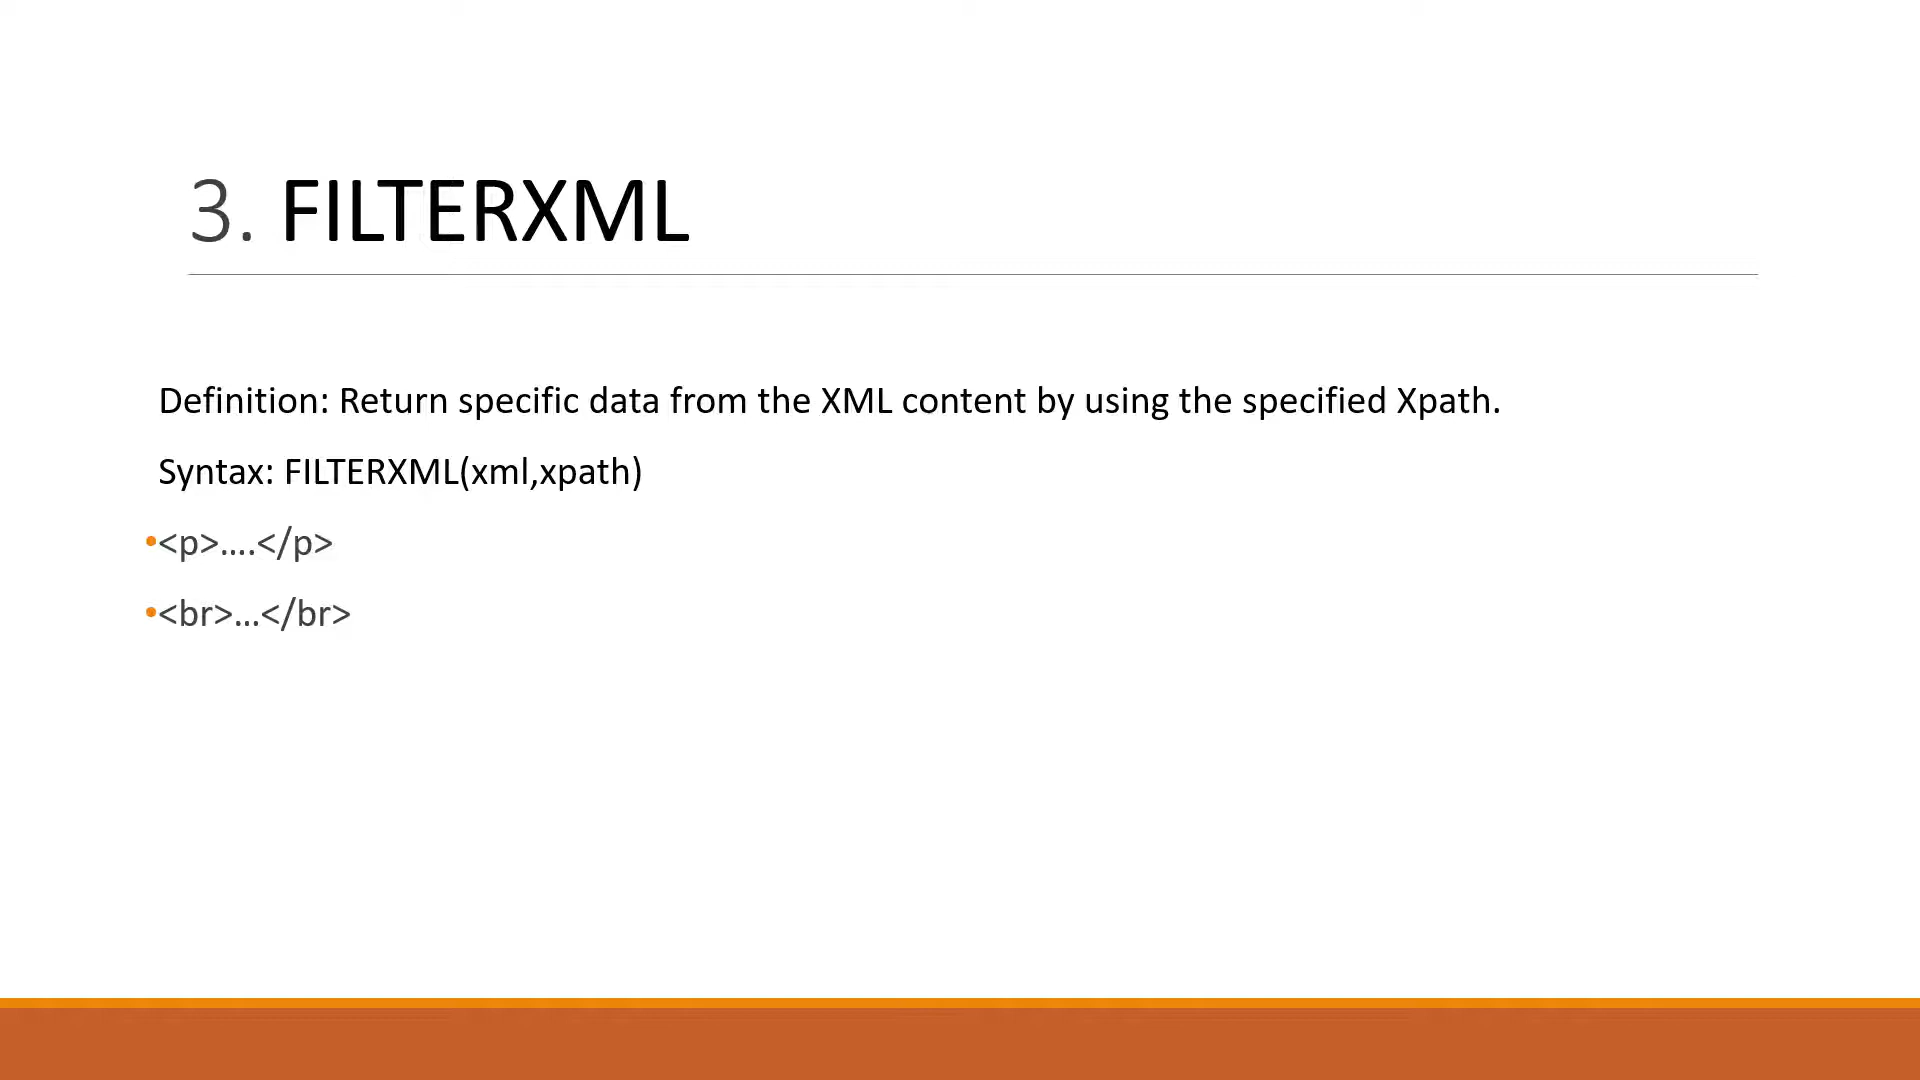 3. FILTERXML
Definition: Return specific data from the XML content by using the specified Xpath.
Syntax: FILTERXML(xml,xpath)
•<p>....</p>
•<br>...</br>